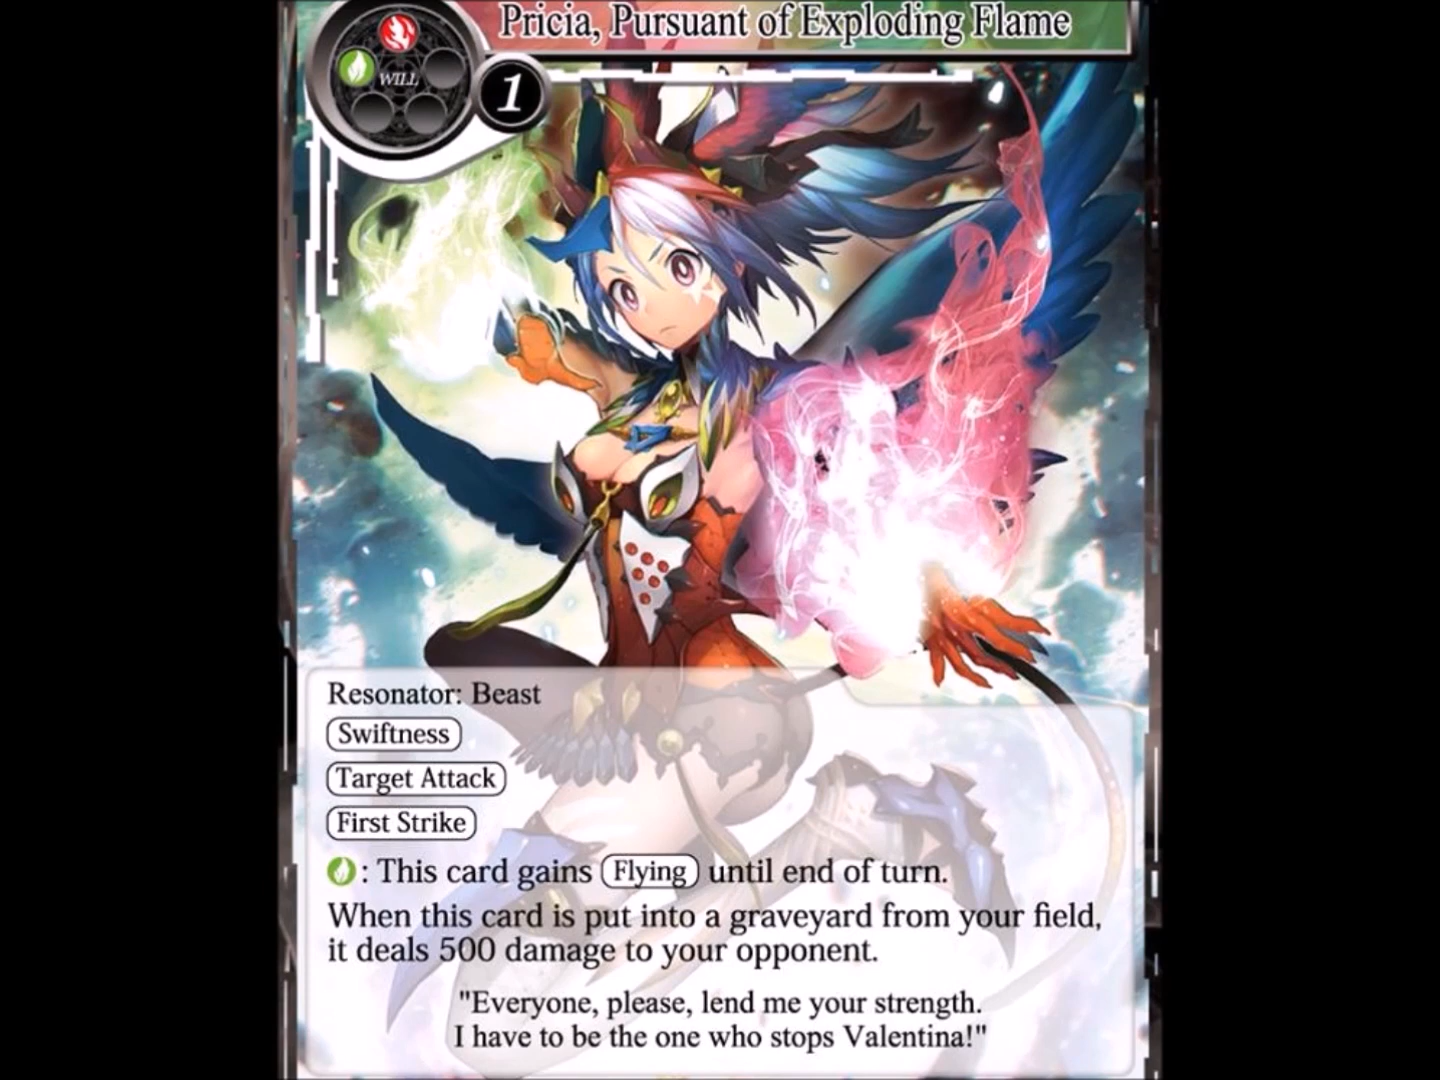 Pricia, Pursuant of Exploding Flame
WILL
1
Resonator: Beast
Swiftness
Target Attack
First Strike
: This card gains Flying until end of turn.
When this card is put into a graveyard from your field,
it deals 500 damage to your opponent.
"Everyone, please, lend me your strength.
I have to be the one who stops Valentina!"